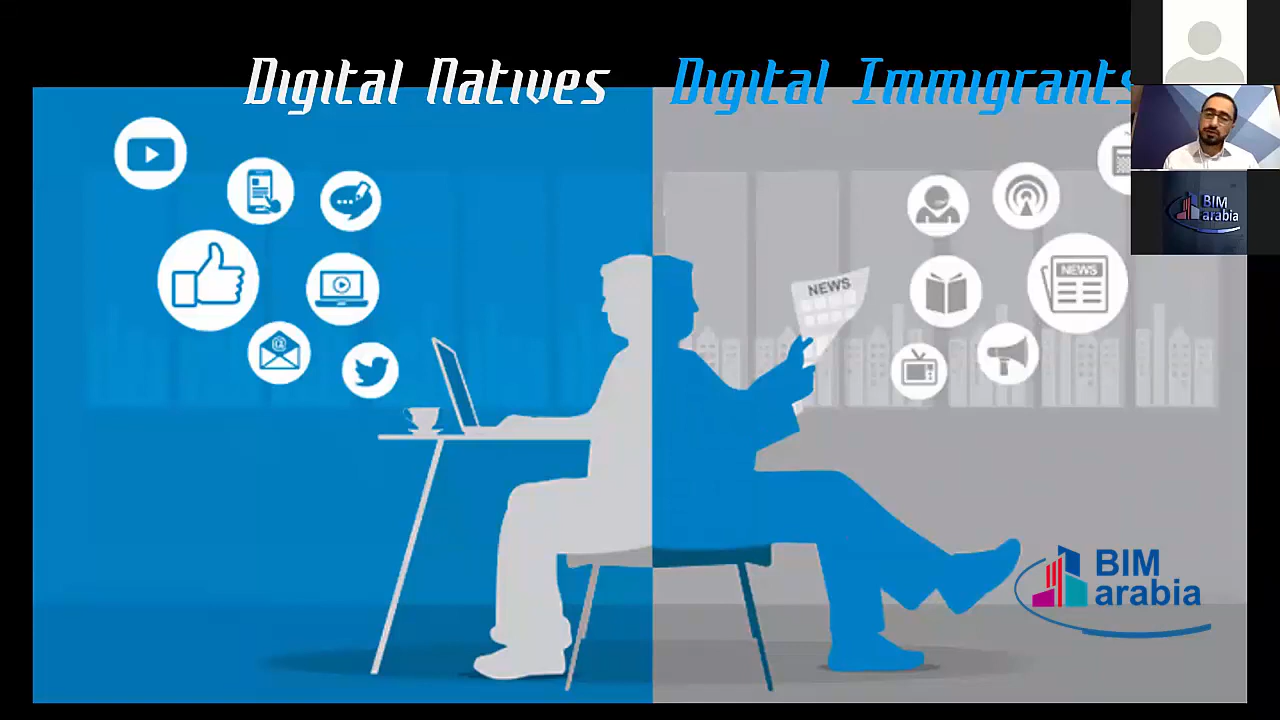 Digital Natives
Digital Immigrants
NEWS
NEWS
@
BIM
arabia
BIM
arabia